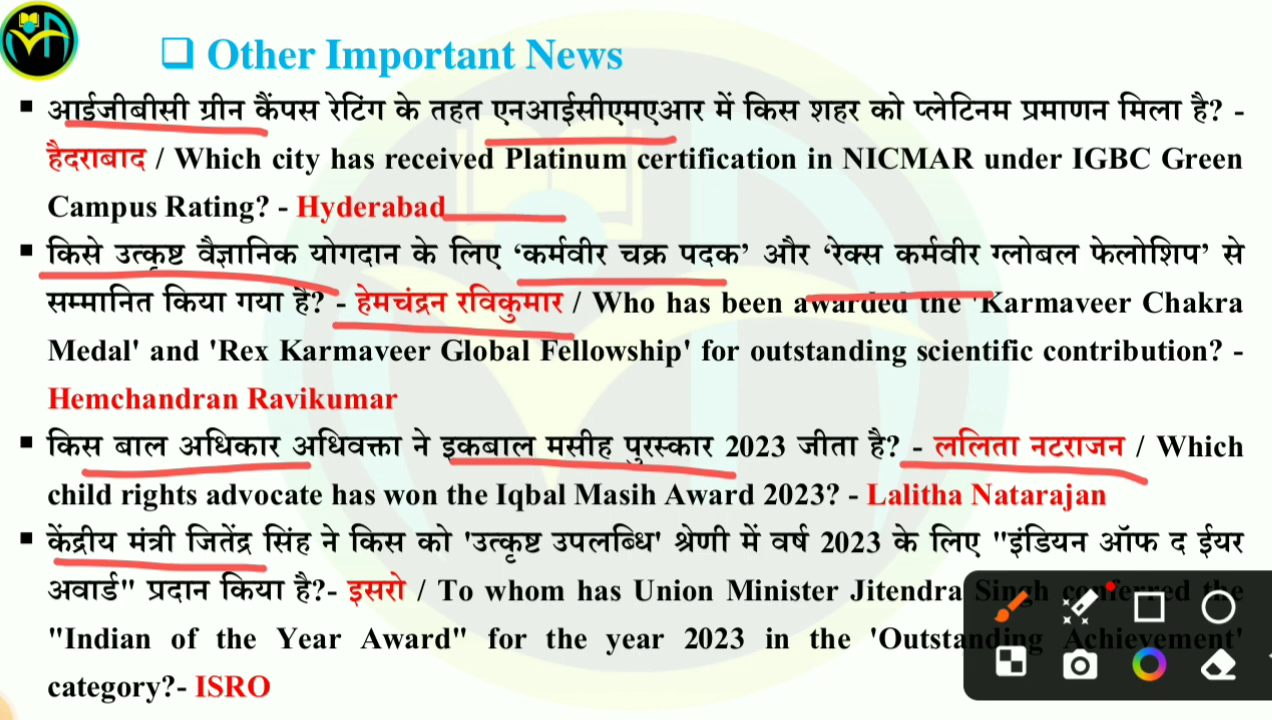 Other Important News
आईजीबीसी ग्रीन कैंपस रेटिंग के तहत एनआईसीएमएआर में किस शहर को प्लेटिनम प्रमाणन मिला है? -
हैदराबाद / Which city has received Platinum certification in NICMAR under IGBC Green
Campus Rating? - Hyderabad
किसे उत्कृष्ट वैज्ञानिक योगदान के लिए ‘कर्मवीर चक्र पदक’ और ‘रेक्स कर्मवीर ग्लोबल फेलोशिप’ से
सम्मानित किया गया है? - हेमचंद्रन रविकुमार / Who has been awarded the 'Karmaveer Chakra
Medal' and 'Rex Karmaveer Global Fellowship' for outstanding scientific contribution? -
Hemchandran Ravikumar
किस बाल अधिकार अधिवक्ता ने इकबाल मसीह पुरस्कार 2023 जीता है? - ललिता नटराजन / Which
child rights advocate has won the Iqbal Masih Award 2023? - Lalitha Natarajan
केंद्रीय मंत्री जितेंद्र सिंह ने किस को 'उत्कृष्ट उपलब्धि' श्रेणी में वर्ष 2023 के लिए "इंडियन ऑफ द ईयर
अवार्ड" प्रदान किया है?- इसरो / To whom has Union Minister Jitendra Singh conferred the
"Indian of the Year Award" for the year 2023 in the 'Outstanding Achievement'
category?- ISRO